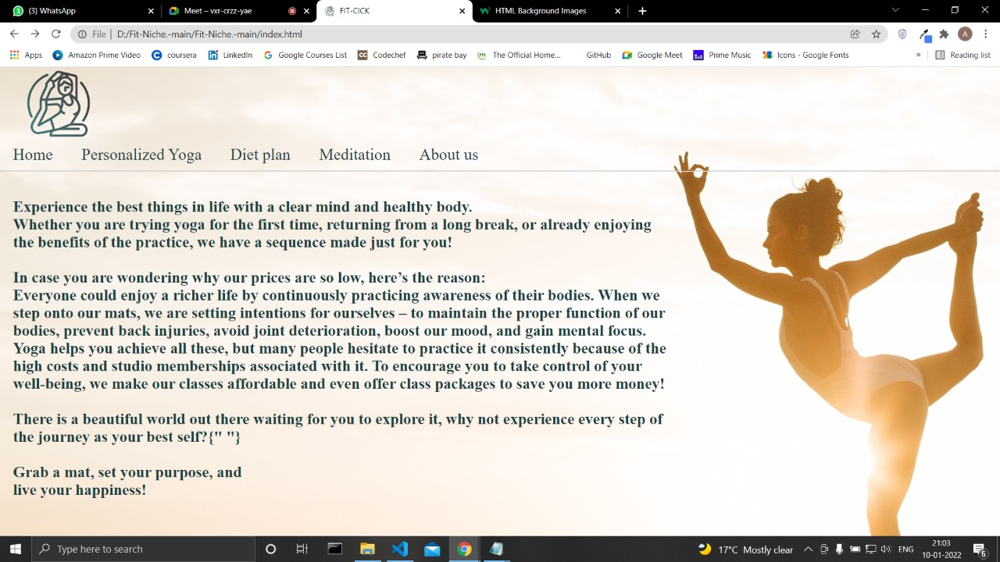 3
(3) WhatsApp
Meet – vxr-crzz-yae
FIT-CICK
HTML Background Images
File
D:/Fit-Niche.-main/Fit-Niche.-main/index.html
A
Apps
Amazon Prime Video
coursera
LinkedIn
Google Courses List
Codechef
pirate bay
The Official Home...
GitHub
Google Meet
Prime Music
Icons - Google Fonts
»
Reading list
Home
Personalized Yoga
Diet plan
Meditation
About us
Experience the best things in life with a clear mind and healthy body.
Whether you are trying yoga for the first time, returning from a long break, or already enjoying
the benefits of the practice, we have a sequence made just for you!
In case you are wondering why our prices are so low, here’s the reason:
Everyone could enjoy a richer life by continuously practicing awareness of their bodies. When we
step onto our mats, we are setting intentions for ourselves – to maintain the proper function of our
bodies, prevent back injuries, avoid joint deterioration, boost our mood, and gain mental focus.
Yoga helps you achieve all these, but many people hesitate to practice it consistently because of the
high costs and studio memberships associated with it. To encourage you to take control of your
well-being, we make our classes affordable and even offer class packages to save you more money!
There is a beautiful world out there waiting for you to explore it, why not experience every step of
the journey as your best self?{" "}
Grab a mat, set your purpose, and
live your happiness!
Type here to search
17°C Mostly clear
ENG
21:03
10-01-2022
6